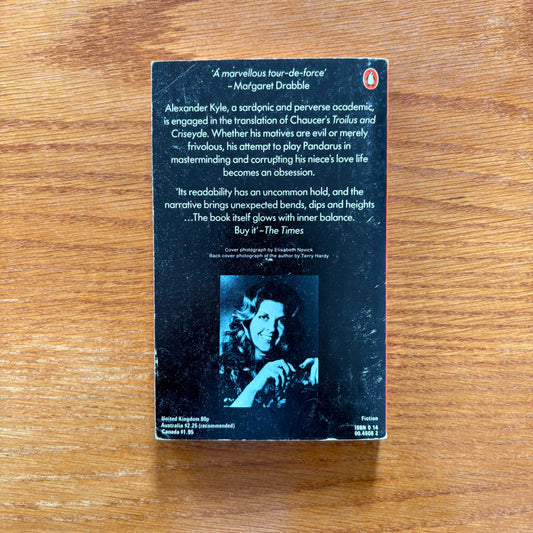 'A marvellous tour-de-force'
– Margaret Drabble
Alexander Kyle, a sardonic and perverse academic,
is engaged in the translation of Chaucer's Troilus and
Criseyde. Whether his motives are evil or merely
frivolous, his attempt to play Pandarus in
masterminding and corrupting his niece's love life
becomes an obsession.
'Its readability has an uncommon hold, and the
narrative brings unexpected bends, dips and heights
...The book itself glows with inner balance.
Buy it' – The Times
Cover photograph by Elisabeth Novick
Back cover photograph of the author by Terry Hardy
United Kingdom 80p
Australia $2.25 (recommended)
Canada $1.95
Fiction
ISBN 0 14
00.4508 2